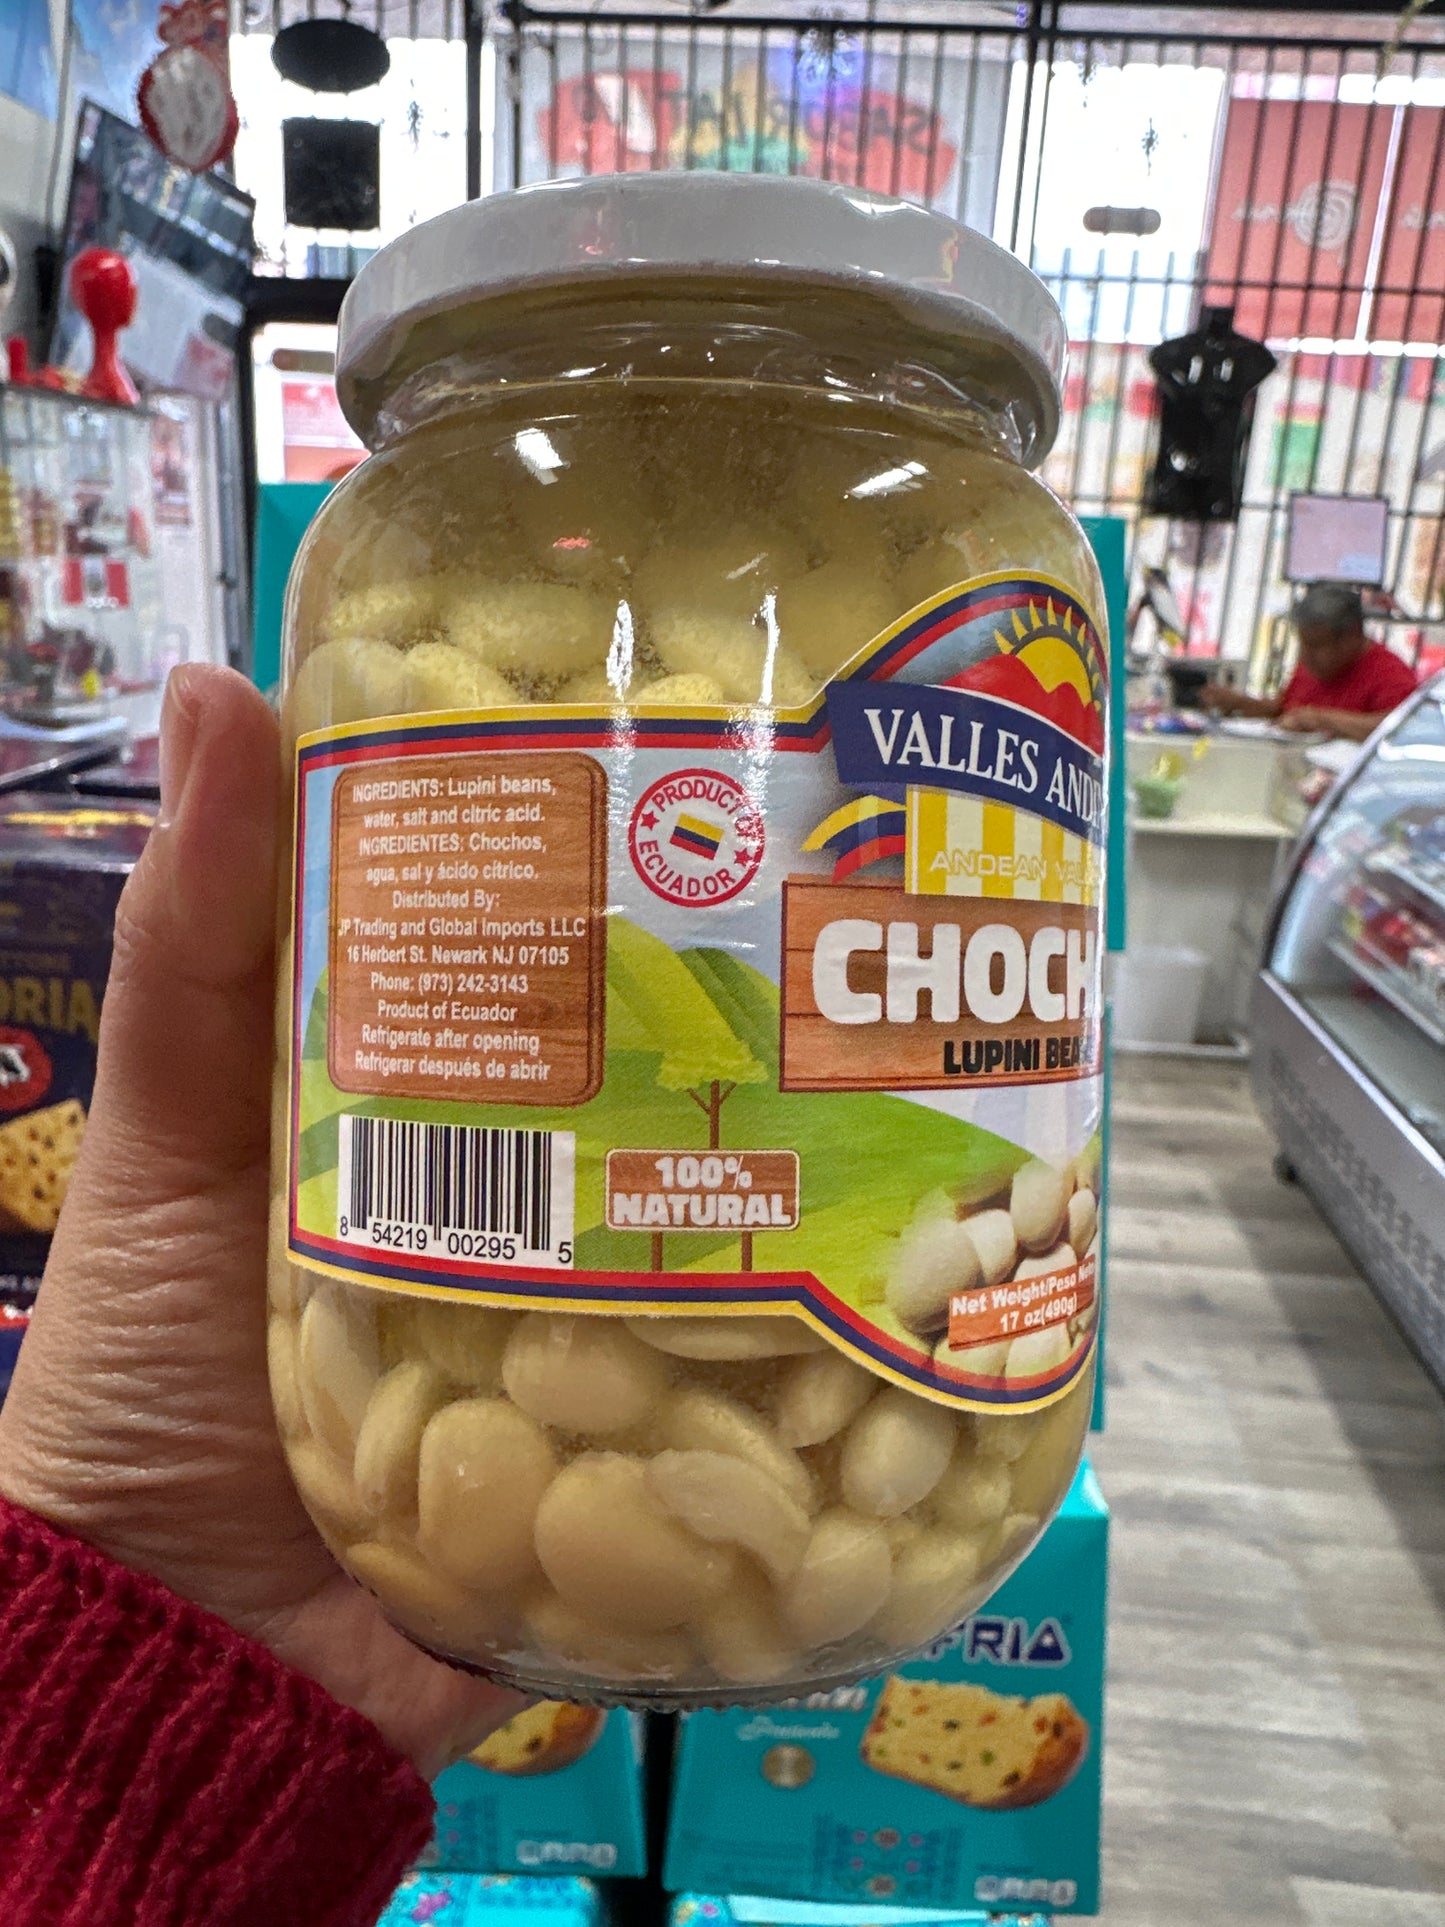 INGREDIENTS: Lupini beans,
water, salt and citric acid.
INGREDIENTES: Chochos,
agua, sal y ácido cítrico.
Distributed By:
JP Trading and Global Imports LLC
16 Herbert St. Newark NJ 07105
Phone: (973) 242-3143
Product of Ecuador
Refrigerate after opening
Refrigerar después de abrir
8 54219 00295 5
PRODUCT OF
ECUADOR
100%
NATURAL
VALLES ANDI
ANDEAN VAL
CHOCH
LUPINI BEA
Net Weight/Peso Neto
17 oz(490g)
ORIA
FRIA